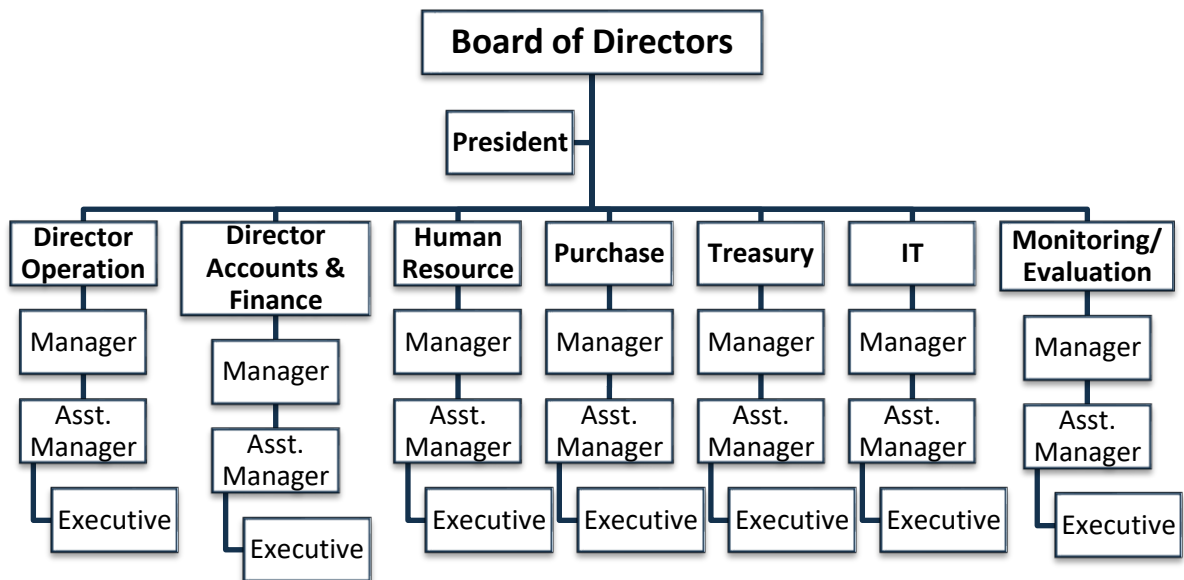 Board of Directors
President
Director
Operation
Director
Accounts &
Finance
Human
Resource
Purchase
Treasury
IT
Monitoring/
Evaluation
Manager
Manager
Manager
Manager
Manager
Manager
Manager
Asst.
Manager
Asst.
Manager
Asst.
Manager
Asst.
Manager
Asst.
Manager
Asst.
Manager
Asst.
Manager
Executive
Executive
Executive
Executive
Executive
Executive
Executive